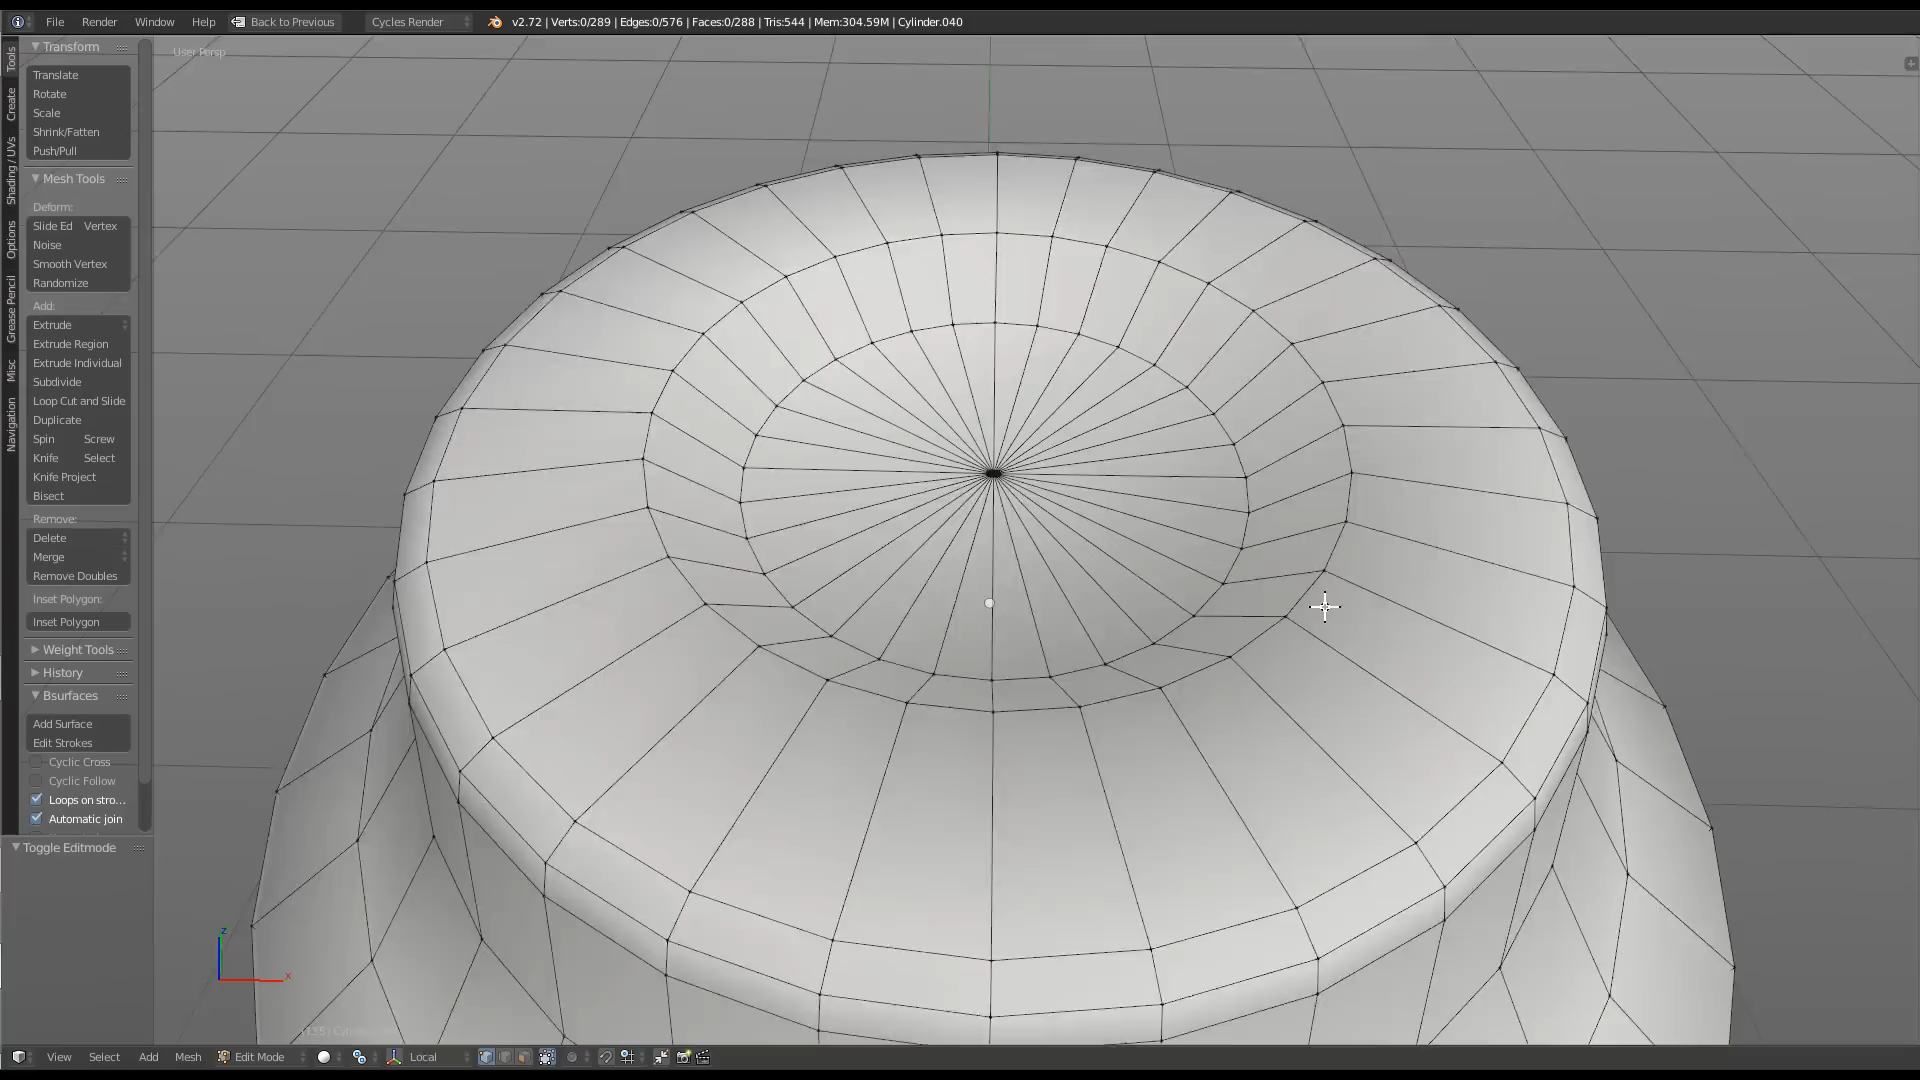 File Render Window Help Back to Previous Cycles Render v2.72 | Verts:0/289 | Edges:0/576 | Faces:0/288 | Tris:544 | Mem:304.59M | Cylinder.040
Tools
Create
Shading / UVs
Options
Grease Pencil
Misc
Navigation
Transform
Translate
Rotate
Scale
Shrink/Fatten
Push/Pull
Mesh Tools
Deform:
Slide Ed Vertex
Noise
Smooth Vertex
Randomize
Add:
Extrude
Extrude Region
Extrude Individual
Subdivide
Loop Cut and Slide
Duplicate
Spin Screw
Knife Select
Knife Project
Bisect
Remove:
Delete
Merge
Remove Doubles
Inset Polygon:
Inset Polygon
Weight Tools
History
Bsurfaces
Add Surface
Edit Strokes
Cyclic Cross
Cyclic Follow
Loops on stro...
Automatic join
Toggle Editmode
User Persp
z
x
View Select Add Mesh Edit Mode Local